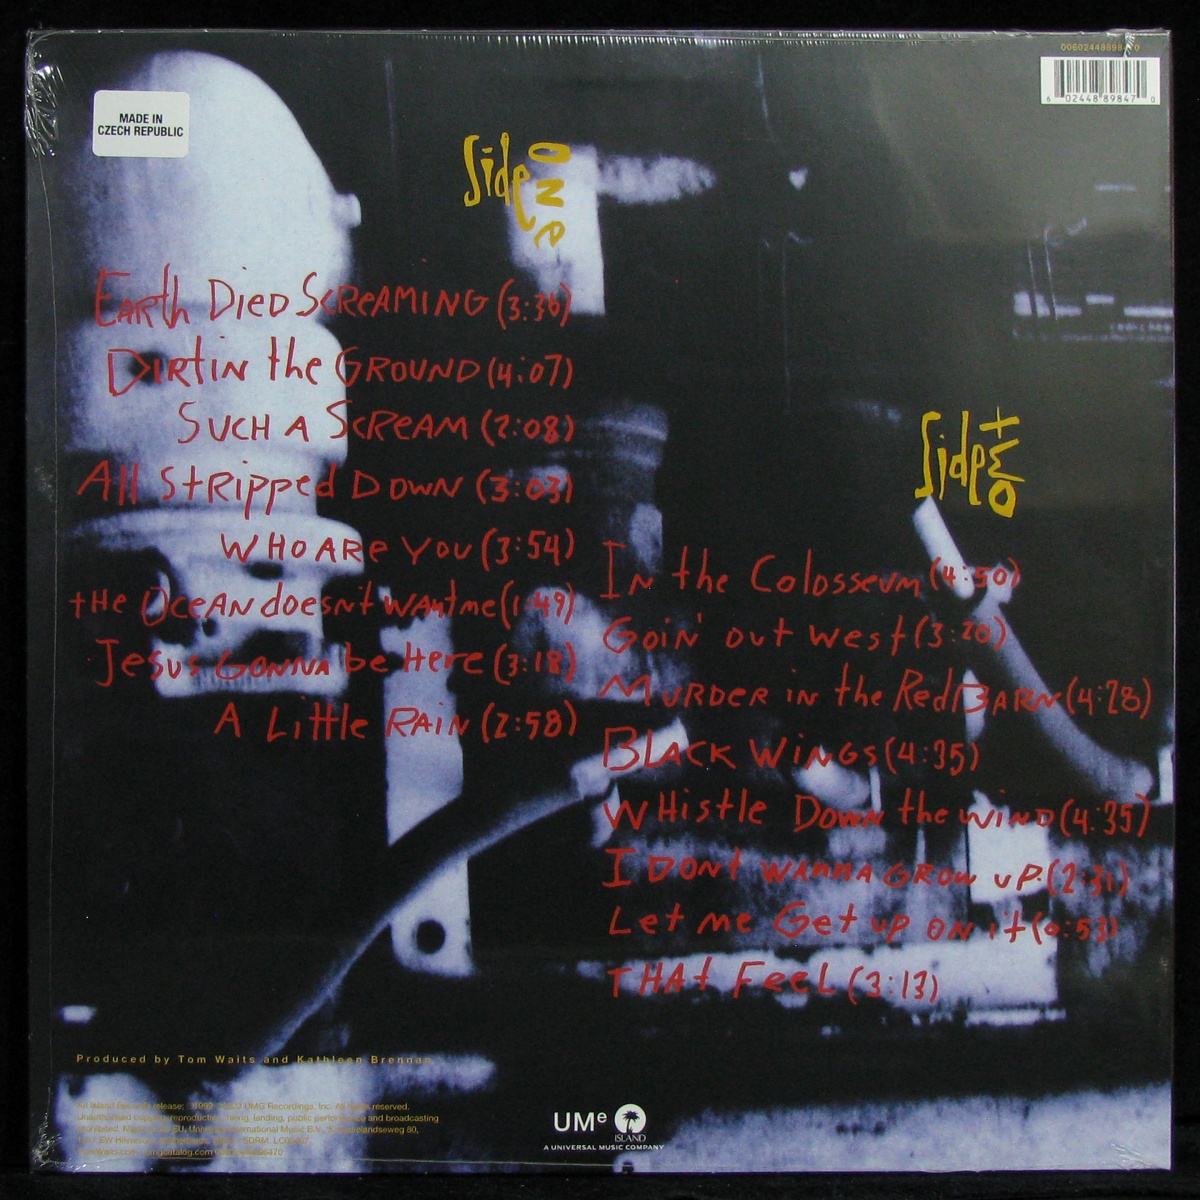 MADE IN
CZECH REPUBLIC
6 02448 89847 0
Side ONe
EARth DieD SCReAMING (3:36)
DIRt iN the GROUND (4:07)
SUCH A SCReAM (2:08)
All StRipped DOWN (3:03)
WHO ARe YOU (3:54)
tHe OceAN doesnt WANt me (1:49)
Jesus GONNA be Here (3:18)
A Little RAiN (2:58)
Side tWO
IN the Colosseum (4:50)
Goin' out west (3:20)
MURDER in the Red BARN (4:28)
BLACK WiNGs (4:35)
WHistle DowN the WiND (4:35)
I DONt WANNA GROW UP. (2:31)
Let me Get up ON it (0:53)
tHAt FeeL (3:13)
Produced by Tom Waits and Kathleen Brennan
UMe
ISLAND
A UNIVERSAL MUSIC COMPANY